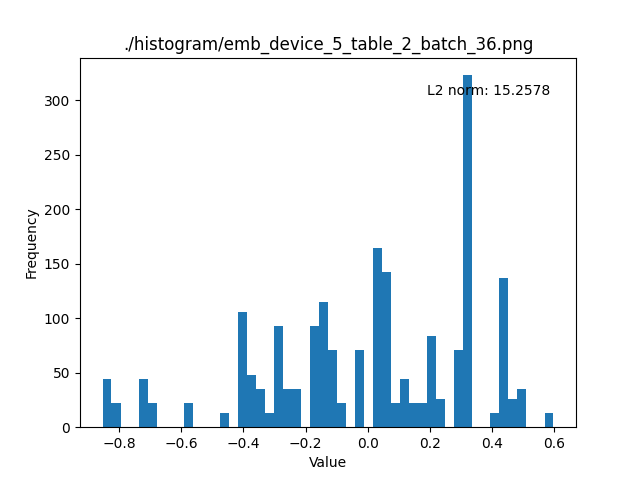 ./histogram/emb_device_5_table_2_batch_36.png
L2 norm: 15.2578
300
250
200
150
100
50
0
Frequency
−0.8 −0.6 −0.4 −0.2 0.0 0.2 0.4 0.6
Value